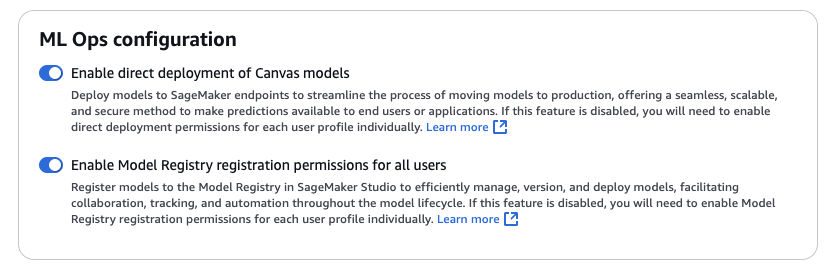 ML Ops configuration
Enable direct deployment of Canvas models
Deploy models to SageMaker endpoints to streamline the process of moving models to production, offering a seamless, scalable,
and secure method to make predictions available to end users or applications. If this feature is disabled, you will need to enable
direct deployment permissions for each user profile individually. Learn more
Enable Model Registry registration permissions for all users
Register models to the Model Registry in SageMaker Studio to efficiently manage, version, and deploy models, facilitating
collaboration, tracking, and automation throughout the model lifecycle. If this feature is disabled, you will need to enable Model
Registry registration permissions for each user profile individually. Learn more